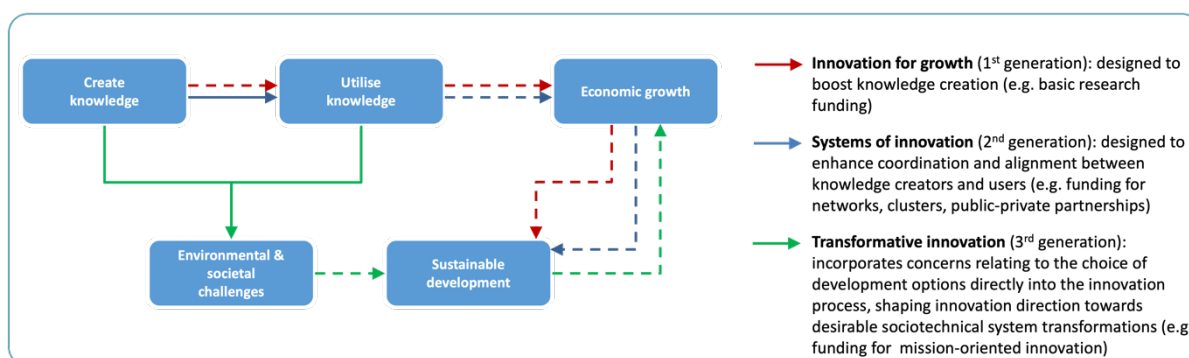 Create
knowledge
Utilise
knowledge
Economic growth
Environmental &
societal
challenges
Sustainable
development
Innovation for growth (1st generation): designed to
boost knowledge creation (e.g. basic research
funding)
Systems of innovation (2nd generation): designed to
enhance coordination and alignment between
knowledge creators and users (e.g. funding for
networks, clusters, public-private partnerships)
Transformative innovation (3rd generation):
incorporates concerns relating to the choice of
development options directly into the innovation
process, shaping innovation direction towards
desirable sociotechnical system transformations (e.g
funding for mission-oriented innovation)